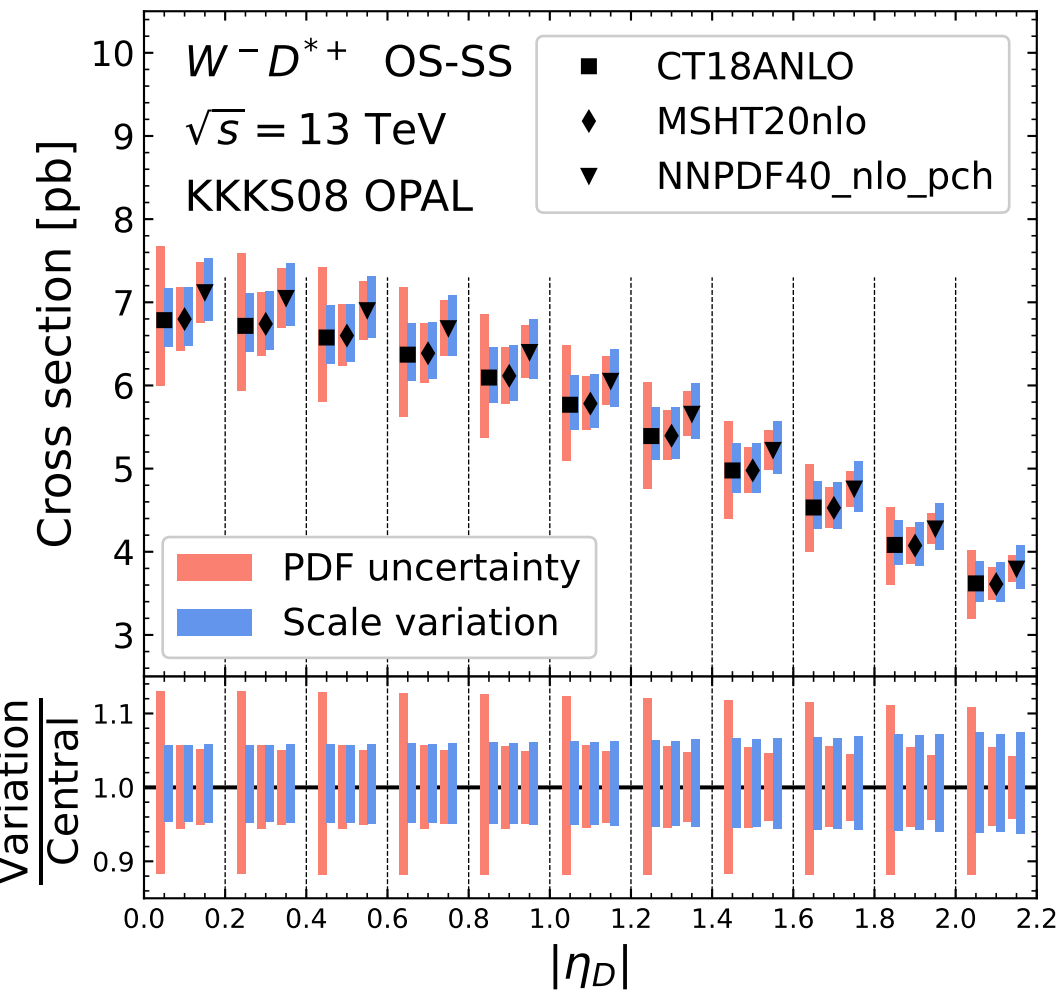 W⁻D*⁺ OS-SS
√s = 13 TeV
KKKS08 OPAL
CT18ANLO
MSHT20nlo
NNPDF40_nlo_pch
Cross section [pb]
10
9
8
7
6
5
4
3
PDF uncertainty
Scale variation
Variation
Central
1.1
1.0
0.9
0.0 0.2 0.4 0.6 0.8 1.0 1.2 1.4 1.6 1.8 2.0 2.2
|η_D|